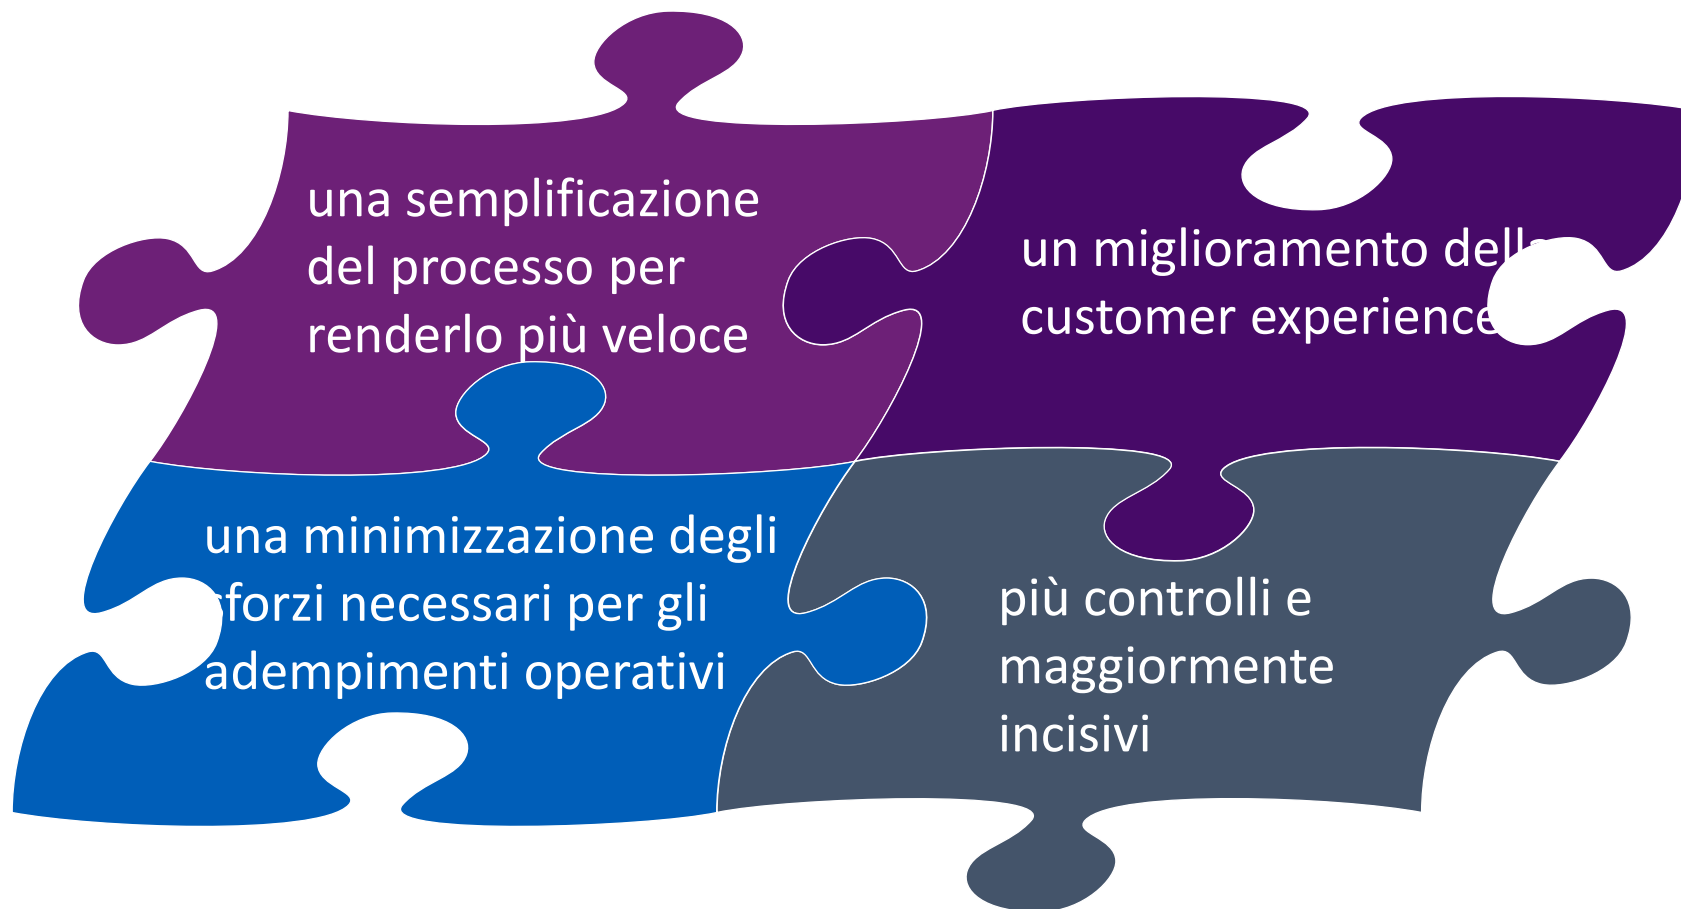 una semplificazione
del processo per
renderlo più veloce
un miglioramento della
customer experience
una minimizzazione degli
sforzi necessari per gli
adempimenti operativi
più controlli e
maggiormente
incisivi